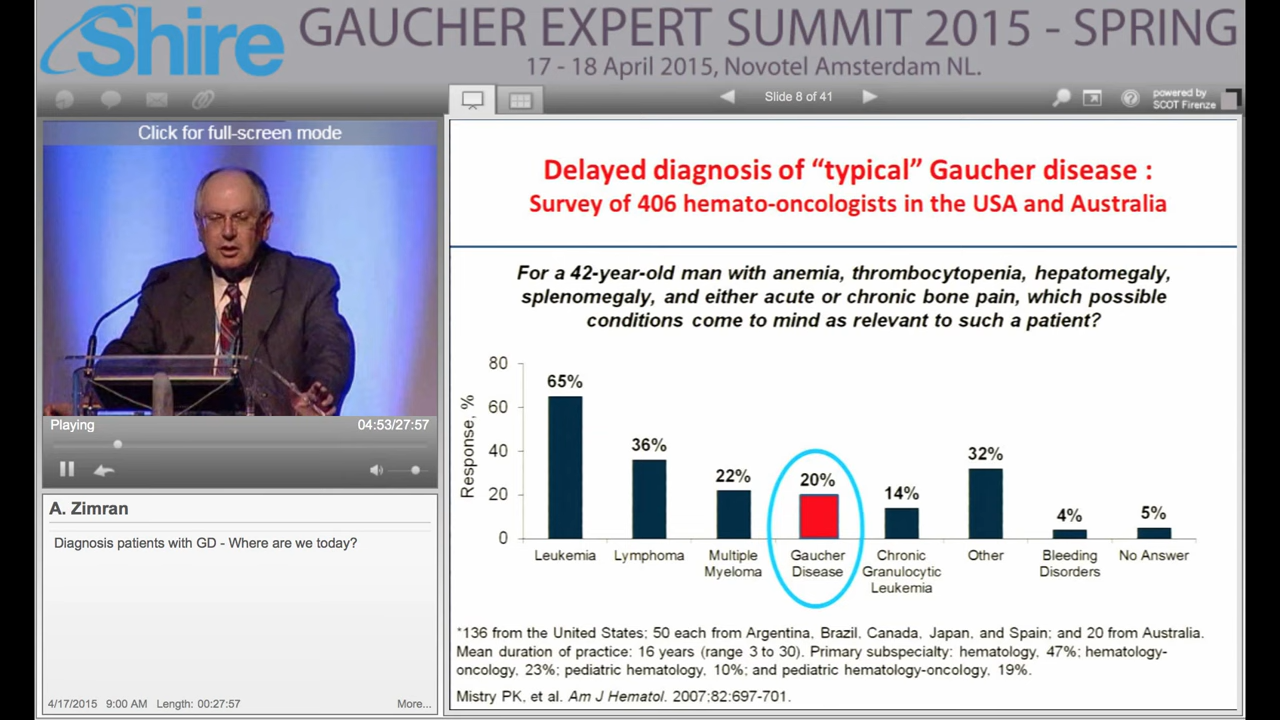 Shire
GAUCHER EXPERT SUMMIT 2015 - SPRING
17 - 18 April 2015, Novotel Amsterdam NL.
Slide 8 of 41
powered by
SCOT Firenze
Click for full-screen mode
Playing
04:53/27:57
A. Zimran
Diagnosis patients with GD - Where are we today?
4/17/2015 9:00 AM Length: 00:27:57
More...
Delayed diagnosis of “typical” Gaucher disease :
Survey of 406 hemato-oncologists in the USA and Australia
For a 42-year-old man with anemia, thrombocytopenia, hepatomegaly,
splenomegaly, and either acute or chronic bone pain, which possible
conditions come to mind as relevant to such a patient?
Response, %
80
60
40
20
0
65%
36%
22%
20%
14%
32%
4%
5%
Leukemia
Lymphoma
Multiple
Myeloma
Gaucher
Disease
Chronic
Granulocytic
Leukemia
Other
Bleeding
Disorders
No Answer
*136 from the United States; 50 each from Argentina, Brazil, Canada, Japan, and Spain; and 20 from Australia.
Mean duration of practice: 16 years (range 3 to 30). Primary subspecialty: hematology, 47%; hematology-
oncology, 23%; pediatric hematology, 10%; and pediatric hematology-oncology, 19%.
Mistry PK, et al. Am J Hematol. 2007;82:697-701.